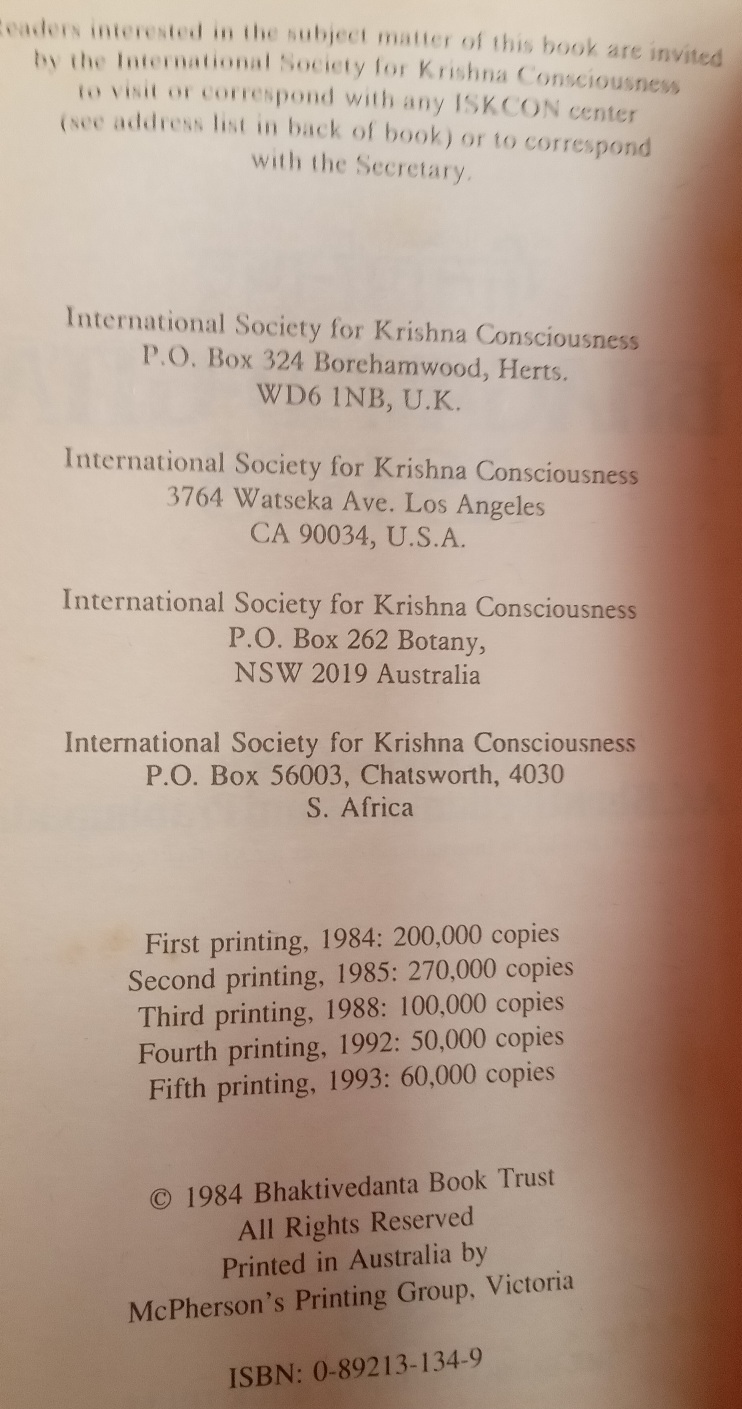 Readers interested in the subject matter of this book are invited
by the International Society for Krishna Consciousness
to visit or correspond with any ISKCON center
(see address list in back of book) or to correspond
with the Secretary.
International Society for Krishna Consciousness
P.O. Box 324 Borehamwood, Herts.
WD6 1NB, U.K.
International Society for Krishna Consciousness
3764 Watseka Ave. Los Angeles
CA 90034, U.S.A.
International Society for Krishna Consciousness
P.O. Box 262 Botany,
NSW 2019 Australia
International Society for Krishna Consciousness
P.O. Box 56003, Chatsworth, 4030
S. Africa
First printing, 1984: 200,000 copies
Second printing, 1985: 270,000 copies
Third printing, 1988: 100,000 copies
Fourth printing, 1992: 50,000 copies
Fifth printing, 1993: 60,000 copies
© 1984 Bhaktivedanta Book Trust
All Rights Reserved
Printed in Australia by
McPherson's Printing Group, Victoria
ISBN: 0-89213-134-9